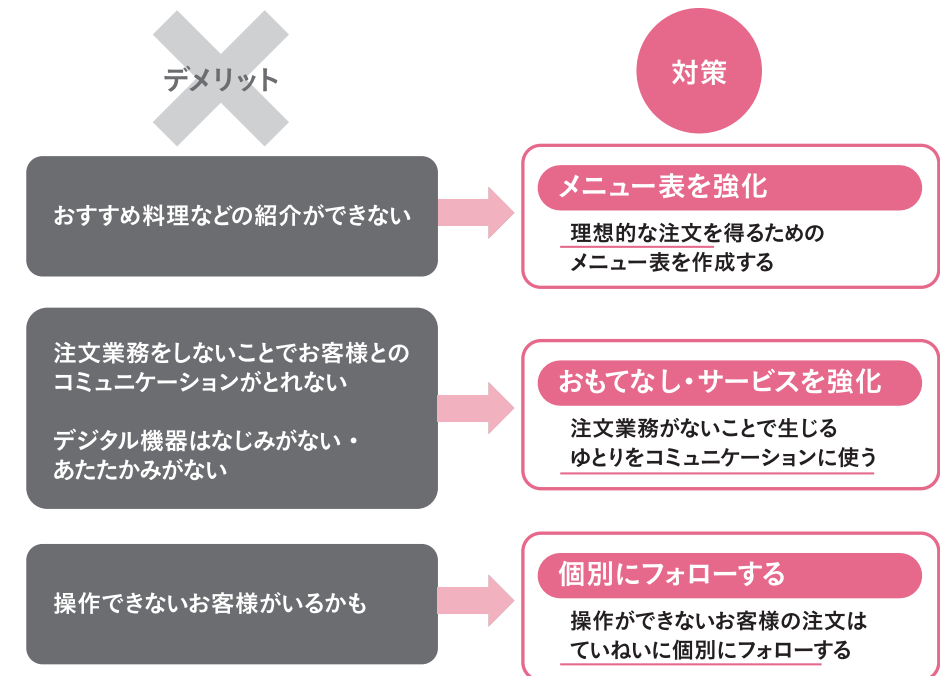 デメリット
対策
おすすめ料理などの紹介ができない
メニュー表を強化
理想的な注文を得るための
メニュー表を作成する
注文業務をしないことでお客様との
コミュニケーションがとれない
デジタル機器はなじみがない・
あたたかみがない
おもてなし・サービスを強化
注文業務がないことで生じる
ゆとりをコミュニケーションに使う
操作できないお客様がいるかも
個別にフォローする
操作ができないお客様の注文は
ていねいに個別にフォローする